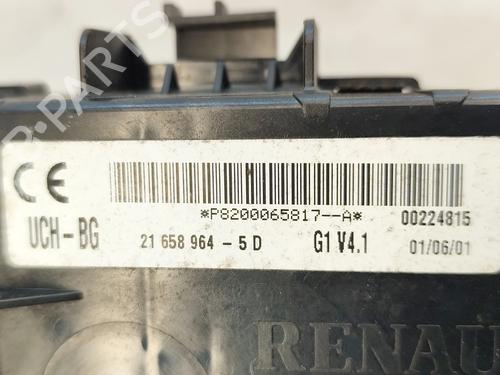 B-PARTS
CE
*P8200065817--A* 00224815
UCH-BG 21 658 964 - 5 D G1 V4.1 01/06/01
RENAU